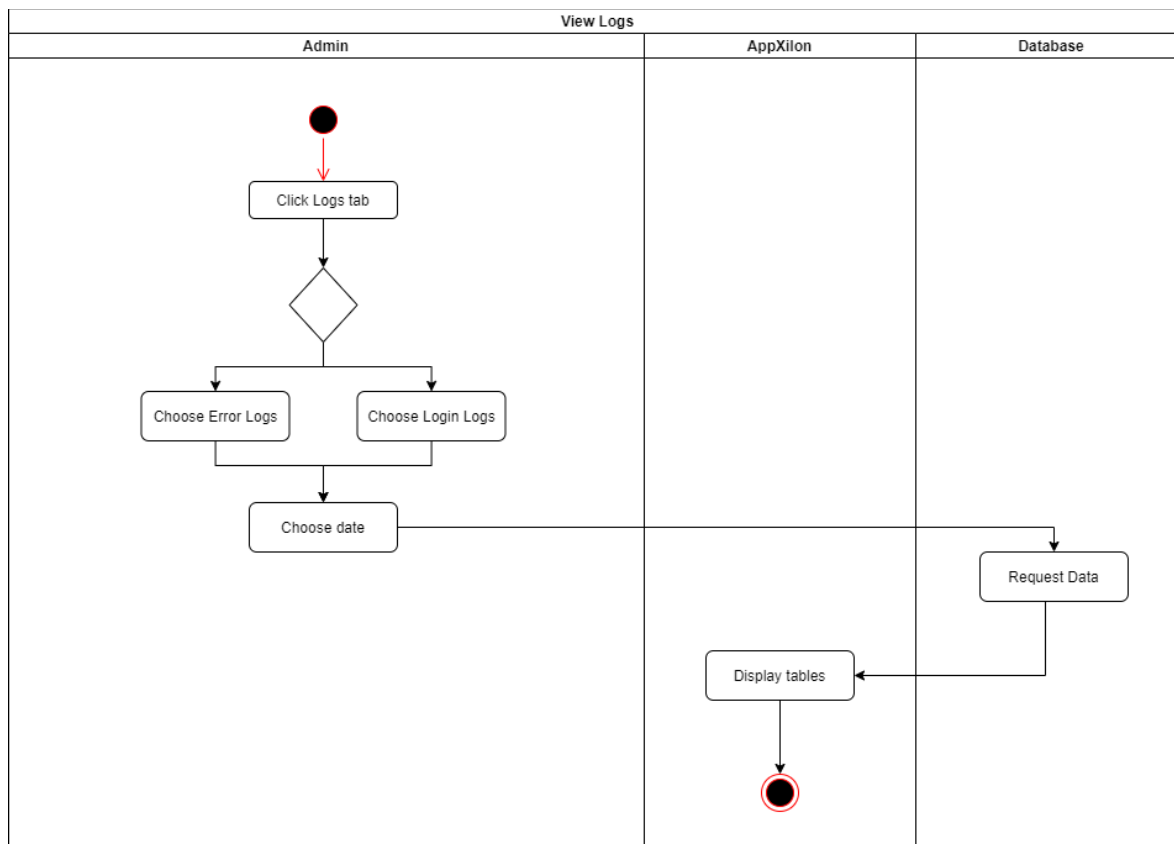 View Logs
Admin
AppXilon
Database
Click Logs tab
Choose Error Logs
Choose Login Logs
Choose date
Request Data
Display tables